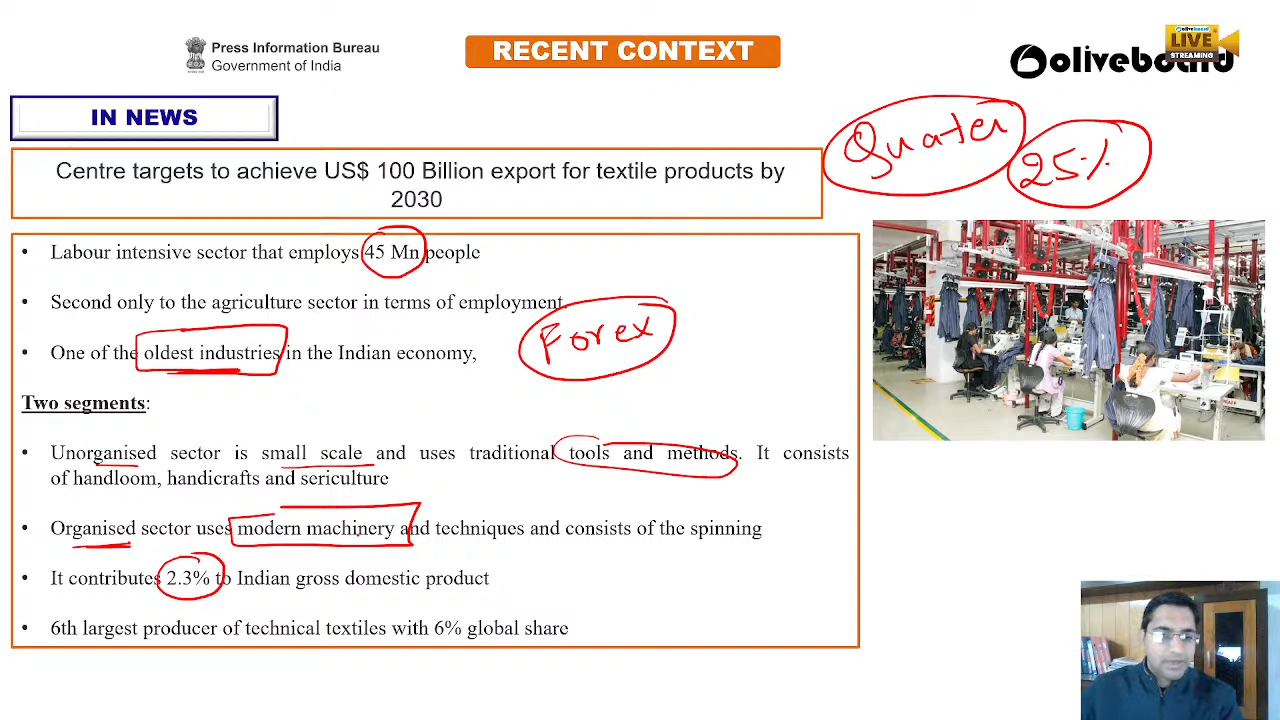 Press Information Bureau
Government of India
RECENT CONTEXT
oliveboard
LIVE
STREAMING
oliveboard
IN NEWS
Quater
25%
Centre targets to achieve US$ 100 Billion export for textile products by
2030
• Labour intensive sector that employs 45 Mn people
• Second only to the agriculture sector in terms of employment.
Forex
• One of the oldest industries in the Indian economy,
Two segments:
• Unorganised sector is small scale and uses traditional tools and methods. It consists
of handloom, handicrafts and sericulture
• Organised sector uses modern machinery and techniques and consists of the spinning
• It contributes 2.3% to Indian gross domestic product
• 6th largest producer of technical textiles with 6% global share